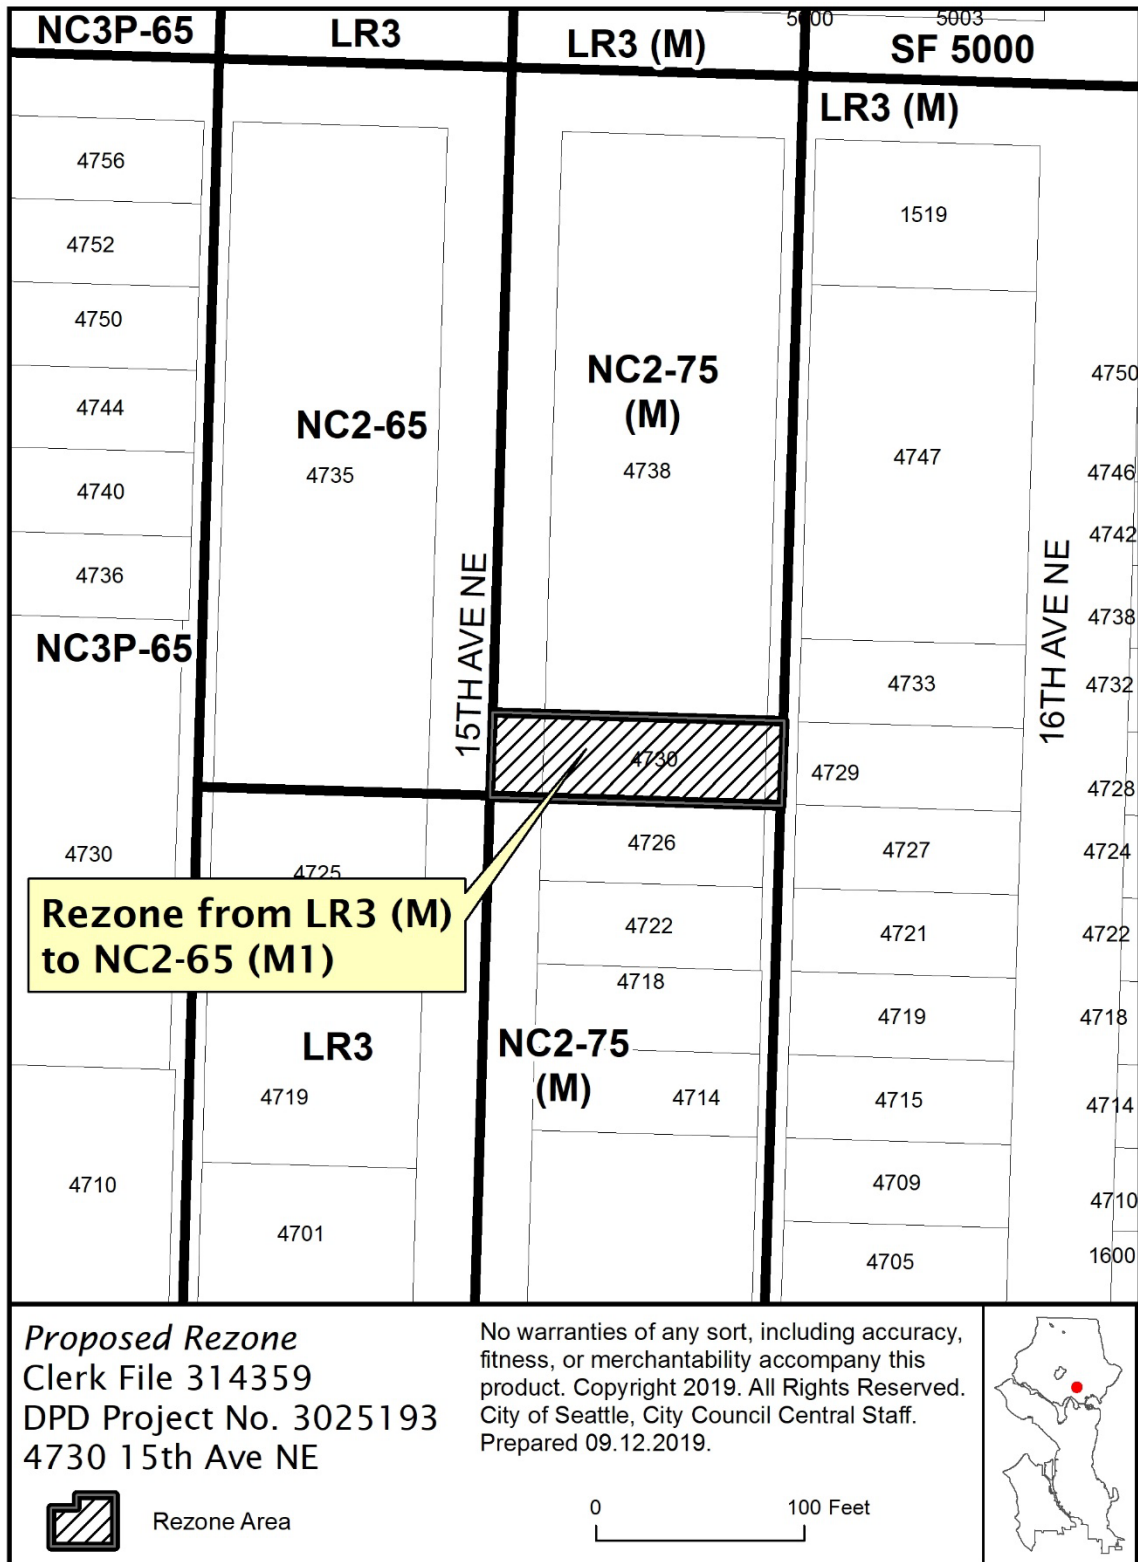 NC3P-65
LR3
LR3 (M)
5000
5003
SF 5000
LR3 (M)
4756
4752
4750
4744
4740
4736
NC3P-65
4730
4710
NC2-65
4735
15TH AVE NE
4725
Rezone from LR3 (M)
to NC2-65 (M1)
LR3
4719
4701
NC2-75
(M)
4738
4730
4726
4722
4718
NC2-75
(M)
4714
1519
4747
4733
4729
4727
4721
4719
4715
4709
4705
16TH AVE NE
4750
4746
4742
4738
4732
4728
4724
4722
4718
4714
4710
1600
Proposed Rezone
Clerk File 314359
DPD Project No. 3025193
4730 15th Ave NE
Rezone Area
No warranties of any sort, including accuracy,
fitness, or merchantability accompany this
product. Copyright 2019. All Rights Reserved.
City of Seattle, City Council Central Staff.
Prepared 09.12.2019.
0
100 Feet